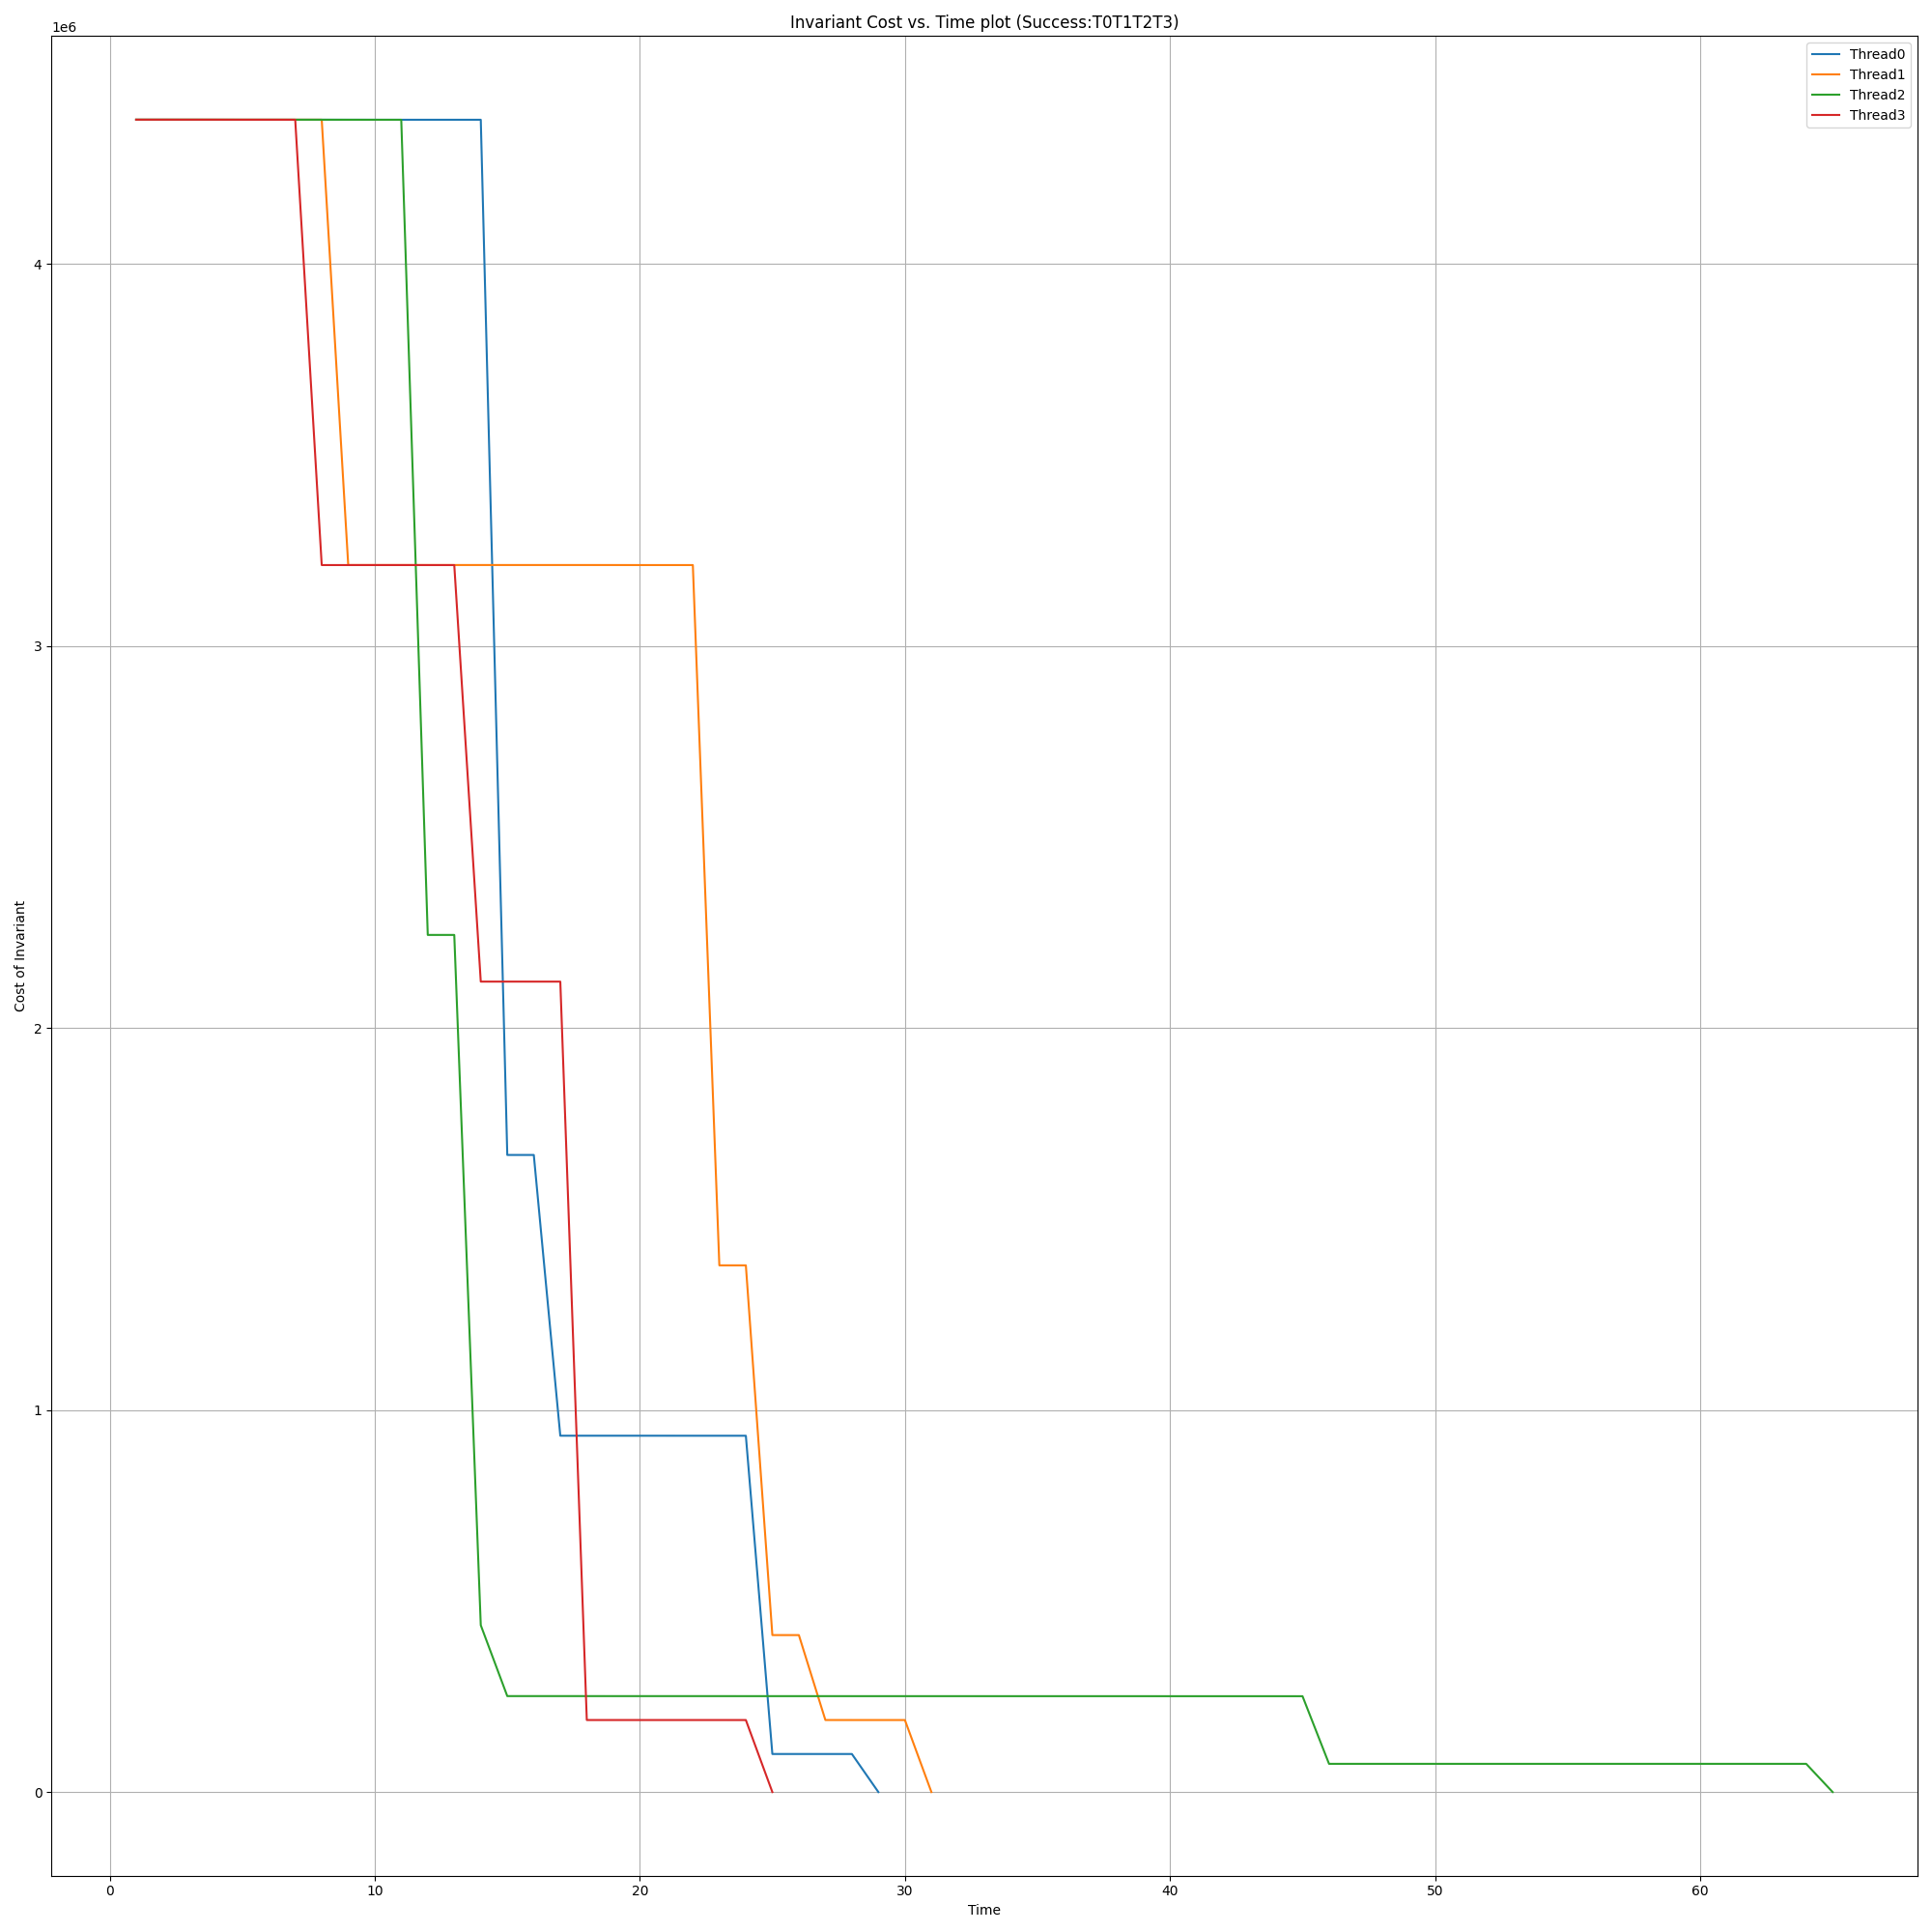 Invariant Cost vs. Time plot (Success:T0T1T2T3)
1e6
Thread0
Thread1
Thread2
Thread3
4
3
2
1
0
Cost of Invariant
0 10 20 30 40 50 60
Time